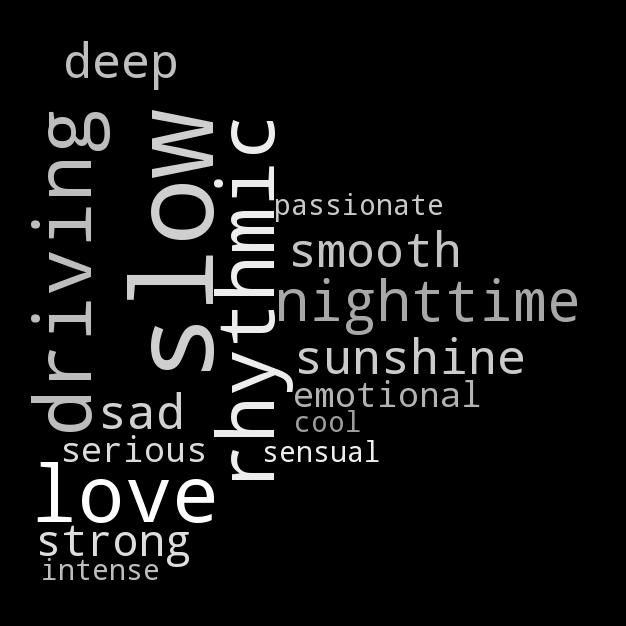 deep
driving
slow
rhythmic
passionate
smooth
nighttime
sunshine
emotional
sad
cool
serious
sensual
love
strong
intense